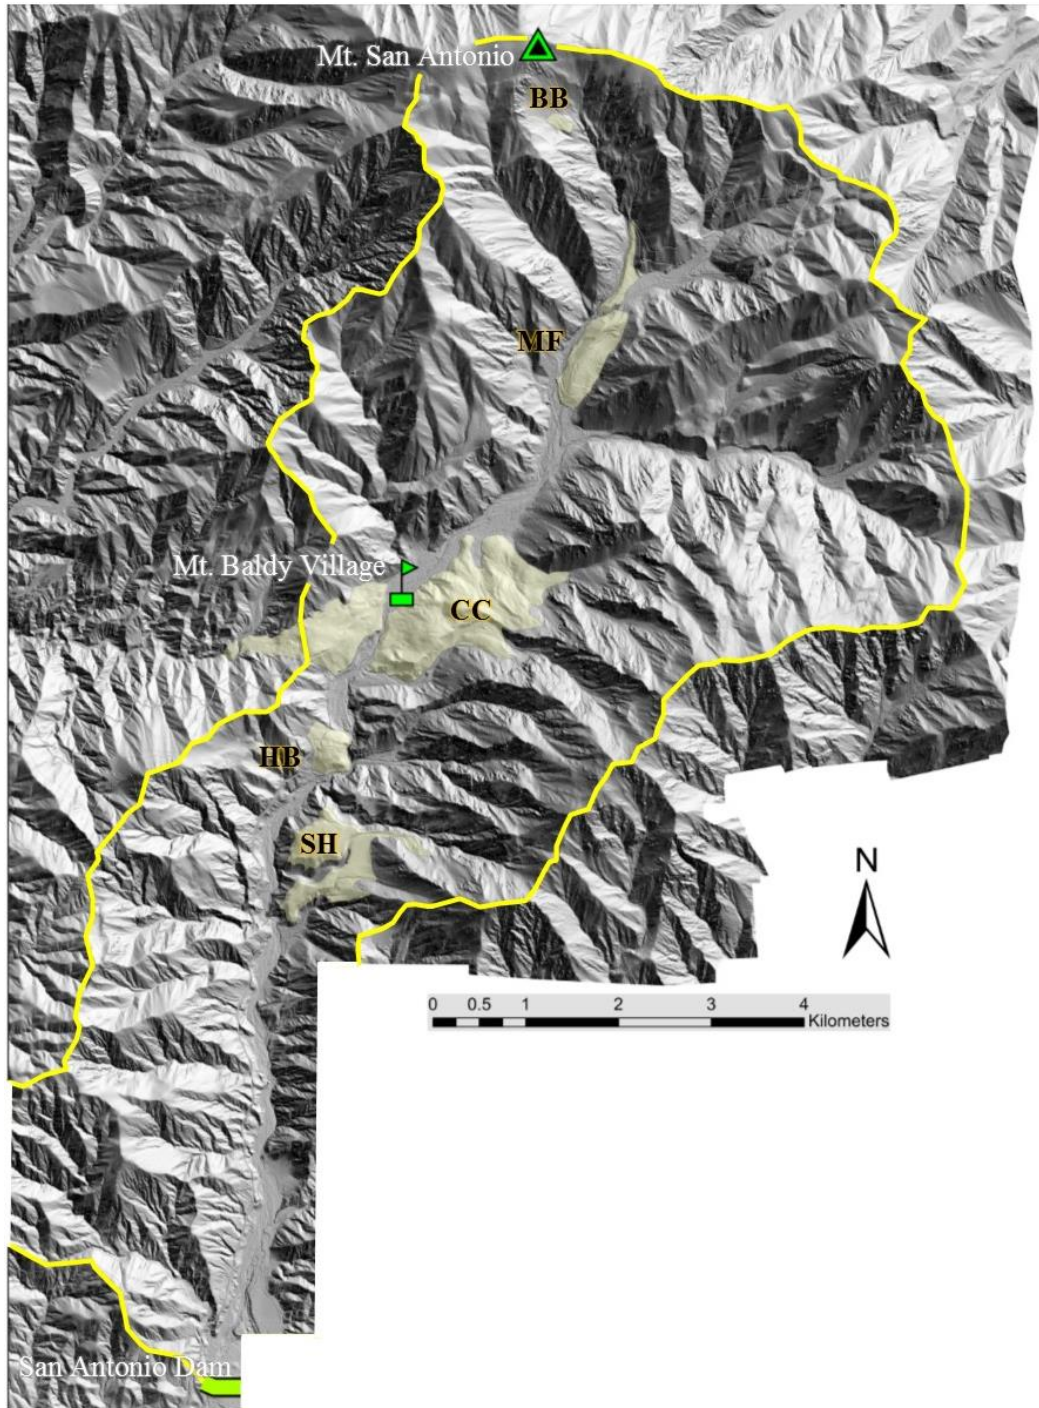 Mt. San Antonio
BB
MF
Mt. Baldy Village
CC
HB
SH
N
0 0.5 1 2 3 4
Kilometers
San Antonio Dam